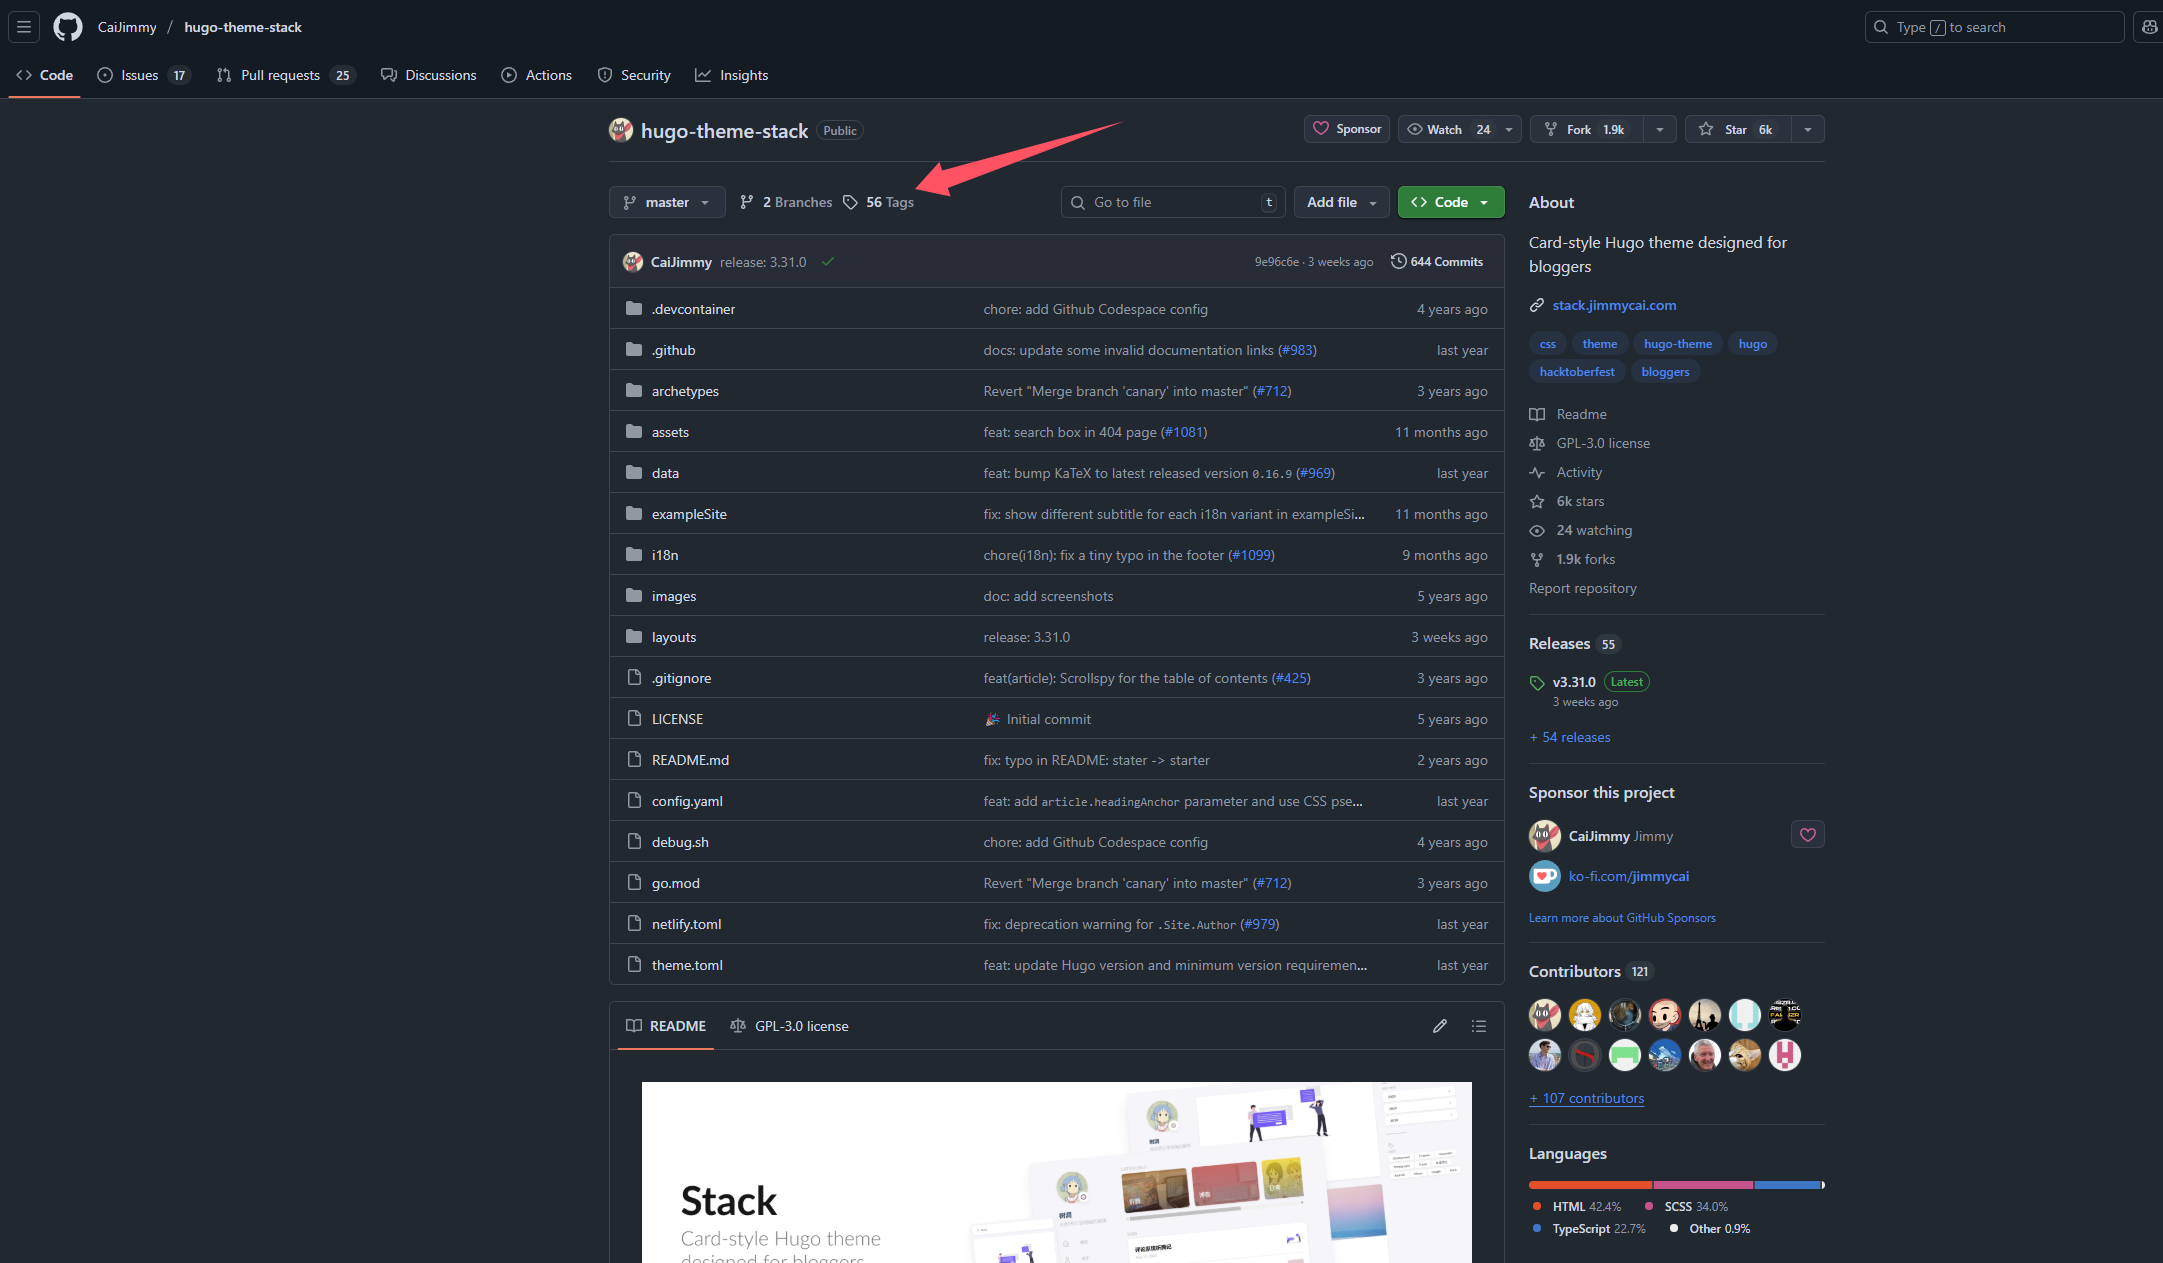 CaiJimmy / hugo-theme-stack
Type / to search
Code
Issues 17
Pull requests 25
Discussions
Actions
Security
Insights
hugo-theme-stack Public
Sponsor
Watch 24
Fork 1.9k
Star 6k
master
2 Branches
56 Tags
Go to file t
Add file
Code
CaiJimmy release: 3.31.0
9e96c6e · 3 weeks ago
644 Commits
.devcontainer chore: add Github Codespace config 4 years ago
.github docs: update some invalid documentation links (#983) last year
archetypes Revert "Merge branch 'canary' into master" (#712) 3 years ago
assets feat: search box in 404 page (#1081) 11 months ago
data feat: bump KaTeX to latest released version 0.16.9 (#969) last year
exampleSite fix: show different subtitle for each i18n variant in exampleSi... 11 months ago
i18n chore(i18n): fix a tiny typo in the footer (#1099) 9 months ago
images doc: add screenshots 5 years ago
layouts release: 3.31.0 3 weeks ago
.gitignore feat(article): Scrollspy for the table of contents (#425) 3 years ago
LICENSE 🎉 Initial commit 5 years ago
README.md fix: typo in README: stater -> starter 2 years ago
config.yaml feat: add article.headingAnchor parameter and use CSS pse... last year
debug.sh chore: add Github Codespace config 4 years ago
go.mod Revert "Merge branch 'canary' into master" (#712) 3 years ago
netlify.toml fix: deprecation warning for .Site.Author (#979) last year
theme.toml feat: update Hugo version and minimum version requiremen... last year
README
GPL-3.0 license
Stack
Card-style Hugo theme
designed for bloggers
About
Card-style Hugo theme designed for
bloggers
stack.jimmycai.com
css theme hugo-theme hugo
hacktoberfest bloggers
Readme
GPL-3.0 license
Activity
6k stars
24 watching
1.9k forks
Report repository
Releases 55
v3.31.0 Latest
3 weeks ago
+ 54 releases
Sponsor this project
CaiJimmy Jimmy
ko-fi.com/jimmycai
Learn more about GitHub Sponsors
Contributors 121
+ 107 contributors
Languages
HTML 42.4% SCSS 34.0%
TypeScript 22.7% Other 0.9%